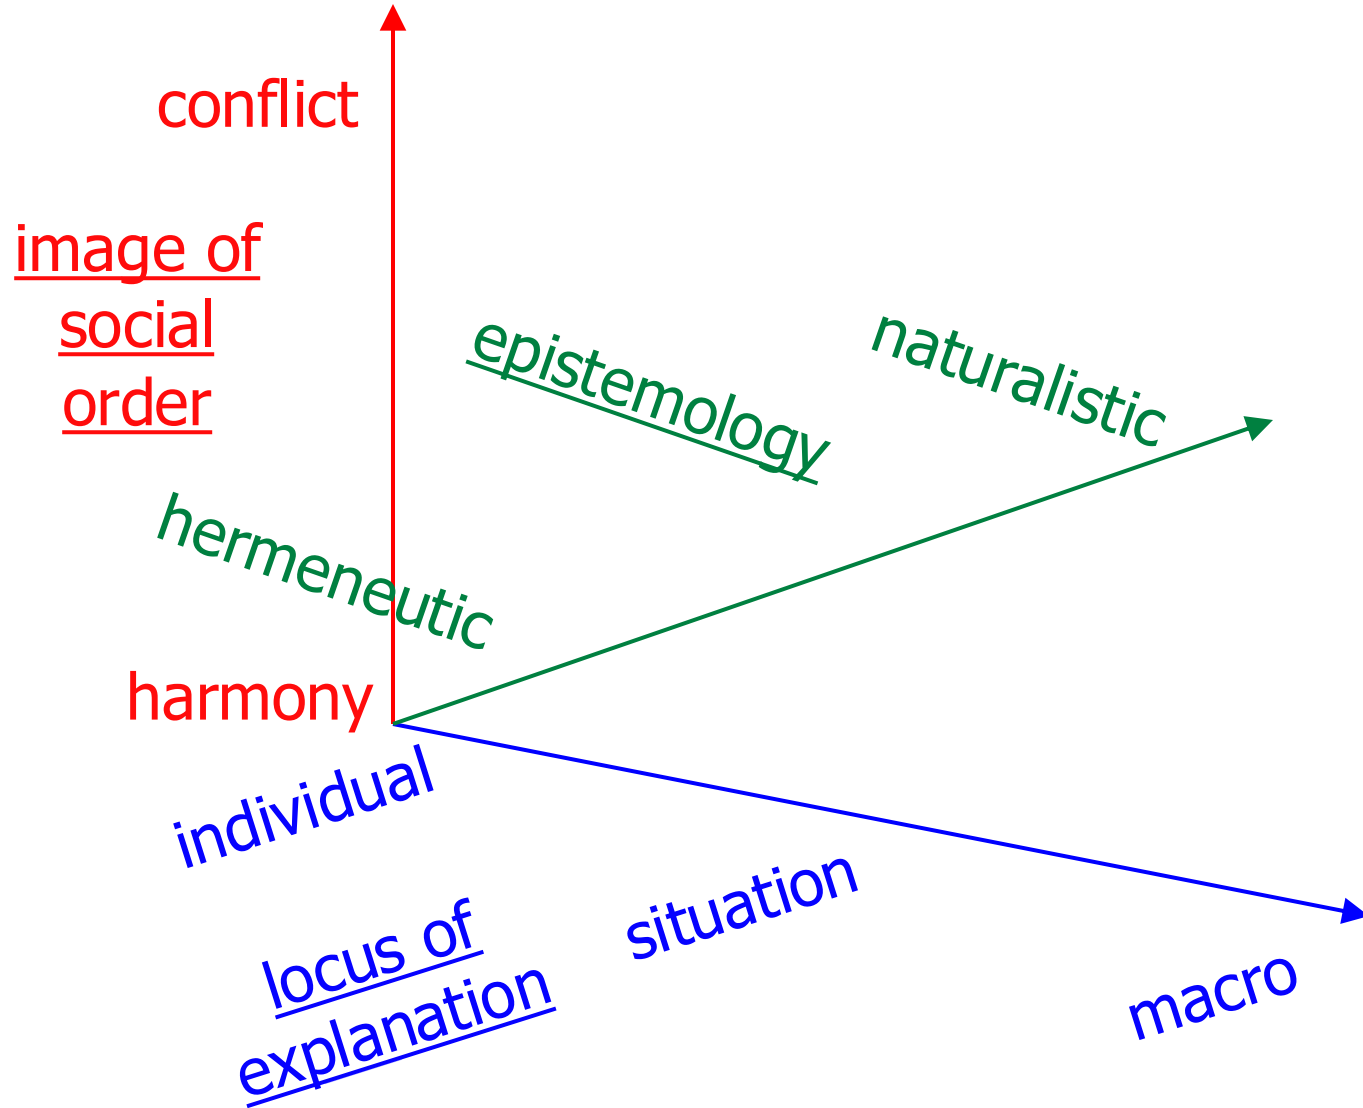 conflict
image of
social
order
epistemology
naturalistic
hermeneutic
harmony
individual
situation
locus of
explanation
macro